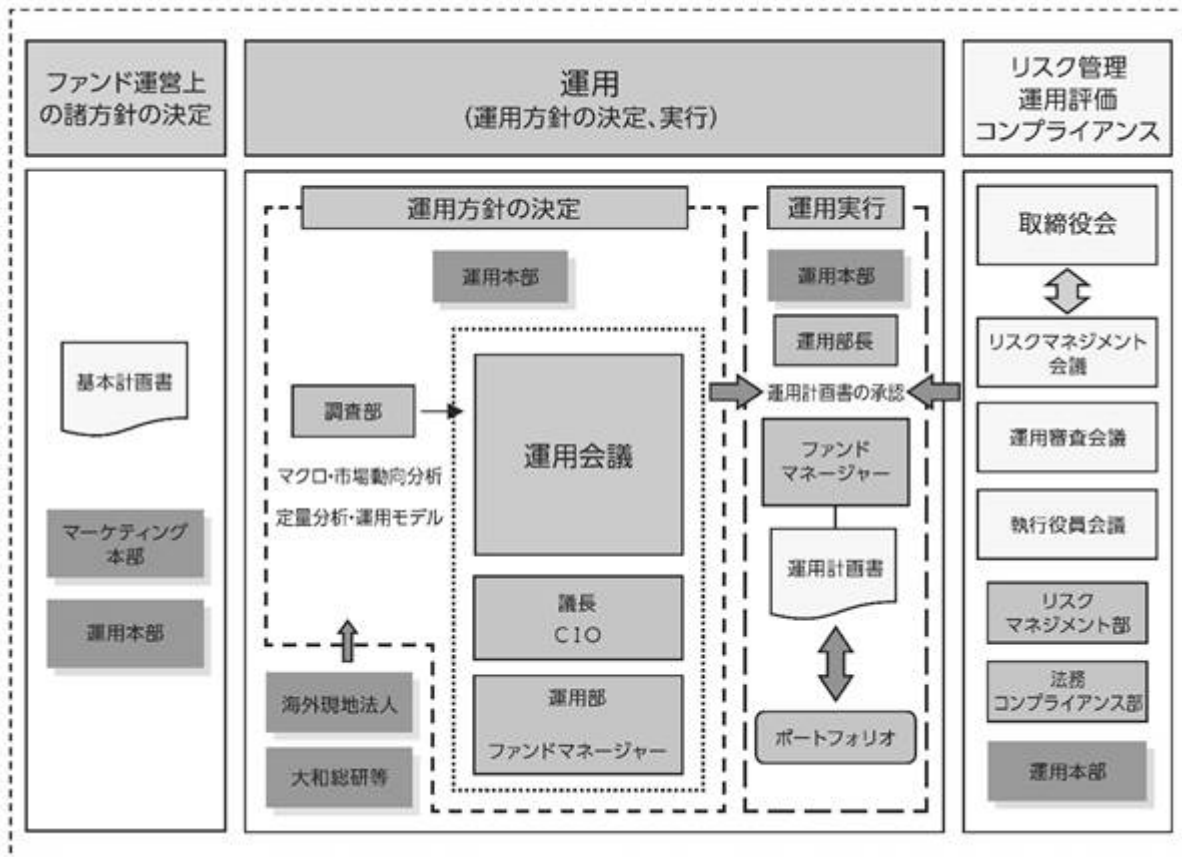 ファンド運営上
の諸方針の決定
運用
(運用方針の決定、実行)
リスク管理
運用評価
コンプライアンス
基本計画書
マーケティング
本部
運用本部
運用方針の決定
運用本部
調査部
マクロ・市場動向分析
定量分析・運用モデル
運用会議
議長
CIO
運用部
ファンドマネージャー
海外現地法人
大和総研等
運用実行
運用本部
運用部長
運用計画書の承認
ファンド
マネージャー
運用計画書
ポートフォリオ
取締役会
リスクマネジメント
会議
運用審査会議
執行役員会議
リスク
マネジメント部
法務
コンプライアンス部
運用本部